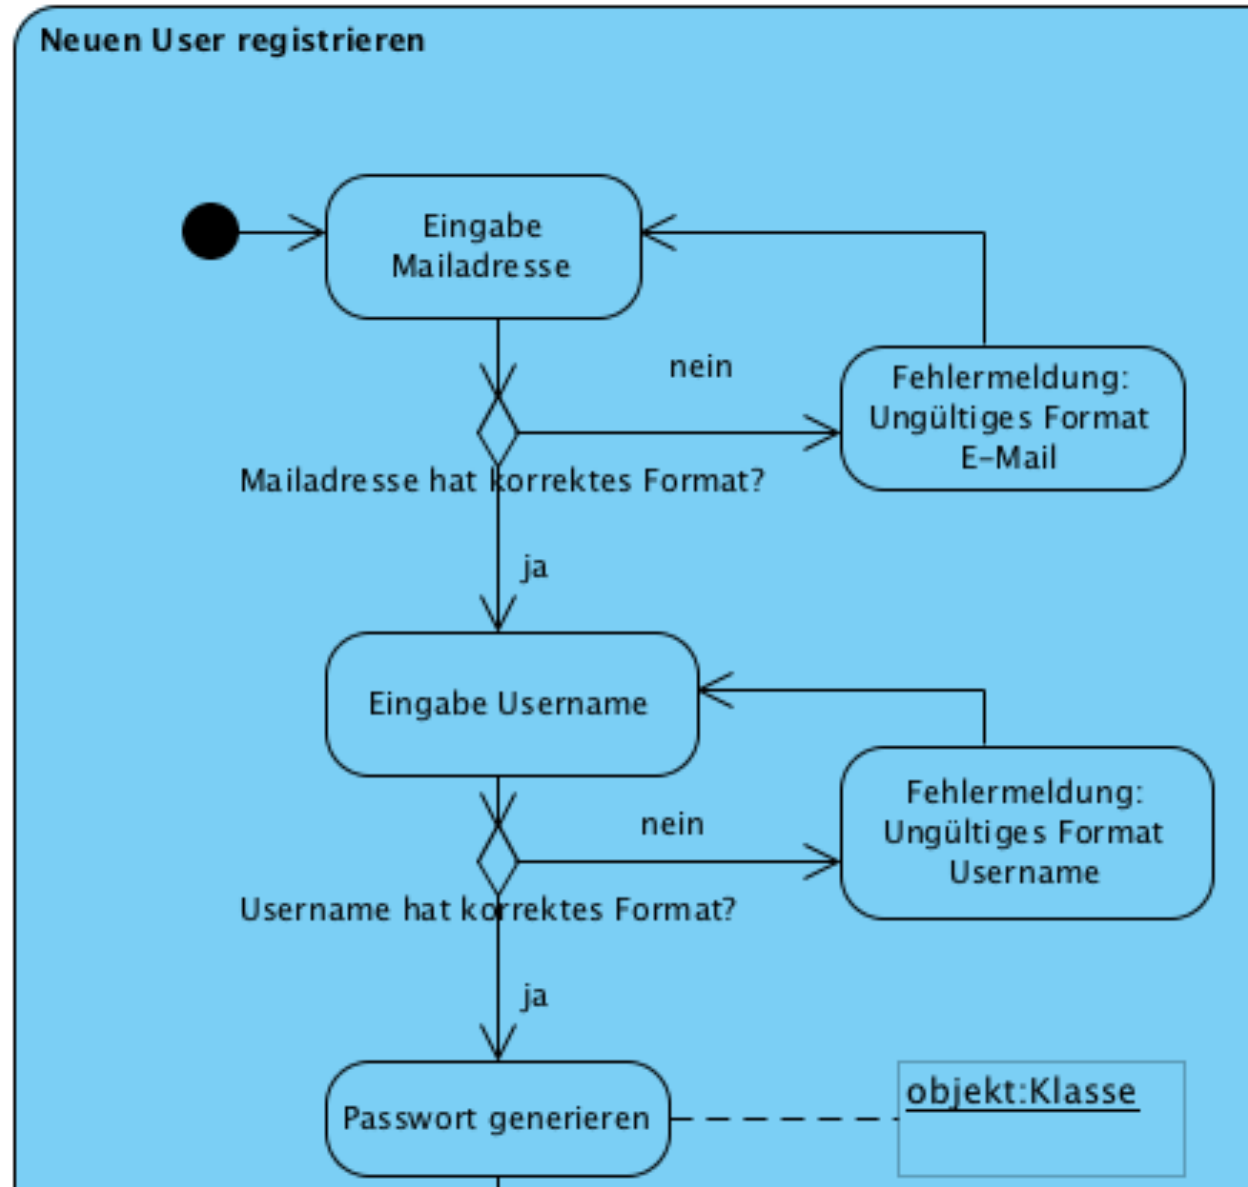 Neuen User registrieren
Eingabe
Mailadresse
nein
Fehlermeldung:
Ungültiges Format
E-Mail
Mailadresse hat korrektes Format?
ja
Eingabe Username
nein
Fehlermeldung:
Ungültiges Format
Username
Username hat korrektes Format?
ja
Passwort generieren
objekt:Klasse